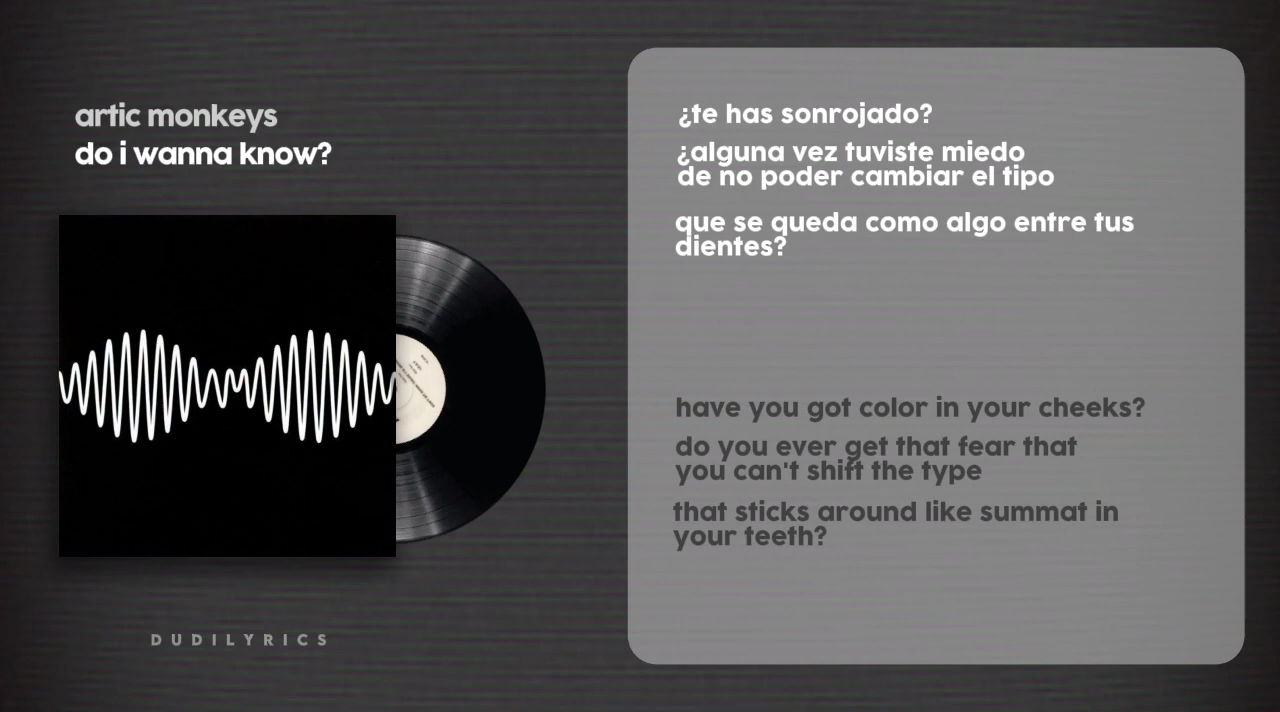 artic monkeys
do i wanna know?
¿te has sonrojado?
¿alguna vez tuviste miedo
de no poder cambiar el tipo
que se queda como algo entre tus
dientes?
have you got color in your cheeks?
do you ever get that fear that
you can't shift the type
that sticks around like summat in
your teeth?
DUDILYRICS